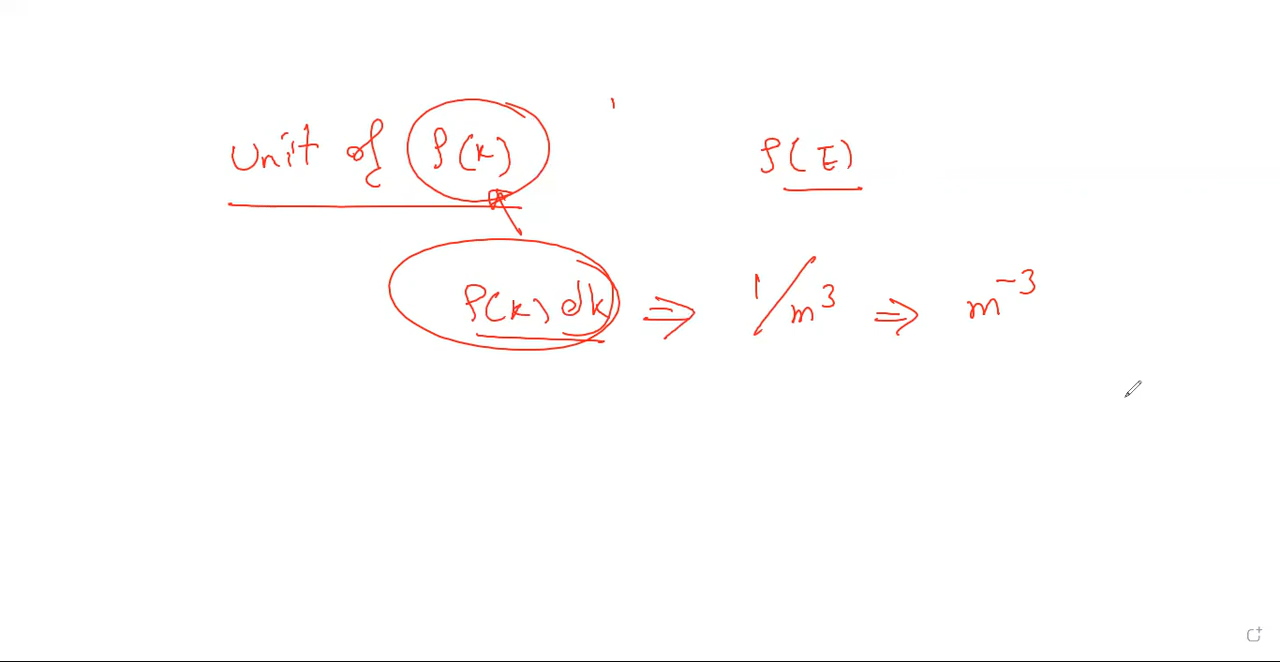 Unit of ρ(k) ρ(E)
ρ(k) dk ⇒ 1/m³ ⇒ m⁻³